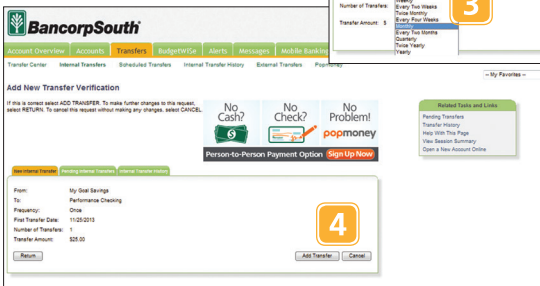 BancorpSouth
Number of Transfers:
Transfer Amount: $
Weekly
Every Two Weeks
Twice Monthly
Every Four Weeks
Monthly
Every Two Months
Quarterly
Twice Yearly
Yearly
3
Account Overview Accounts Transfers BudgetWISe Alerts Messages Mobile Banking
Transfer Center Internal Transfers Scheduled Transfers Internal Transfer History External Transfers Popmoney
-- My Favorites --
Add New Transfer Verification
If this is correct select ADD TRANSFER. To make further changes to this request,
select RETURN. To cancel this request without making any changes, select CANCEL.
No Cash?
No Check?
No Problem!
$
popmoney
Person-to-Person Payment Option Sign Up Now
Related Tasks and Links
Pending Transfers
Transfer History
Help With This Page
View Session Summary
Open a New Account Online
New Internal Transfer Pending Internal Transfers Internal Transfer History
From: My Goal Savings
To: Performance Checking
Frequency: Once
First Transfer Date: 11/25/2013
Number of Transfers: 1
Transfer Amount: $25.00
4
Return Add Transfer Cancel